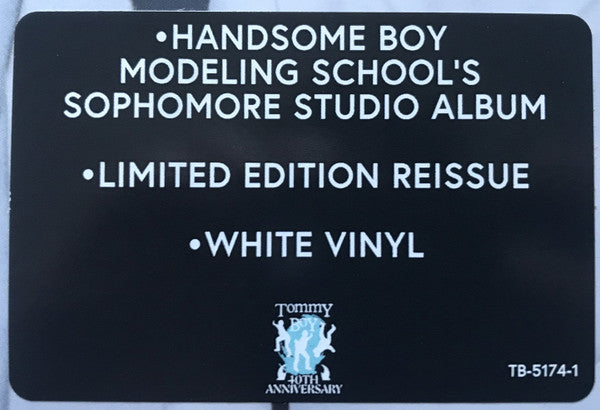 •HANDSOME BOY
MODELING SCHOOL'S
SOPHOMORE STUDIO ALBUM
•LIMITED EDITION REISSUE
•WHITE VINYL
Tommy
Boy
40TH
ANNIVERSARY
TB-5174-1